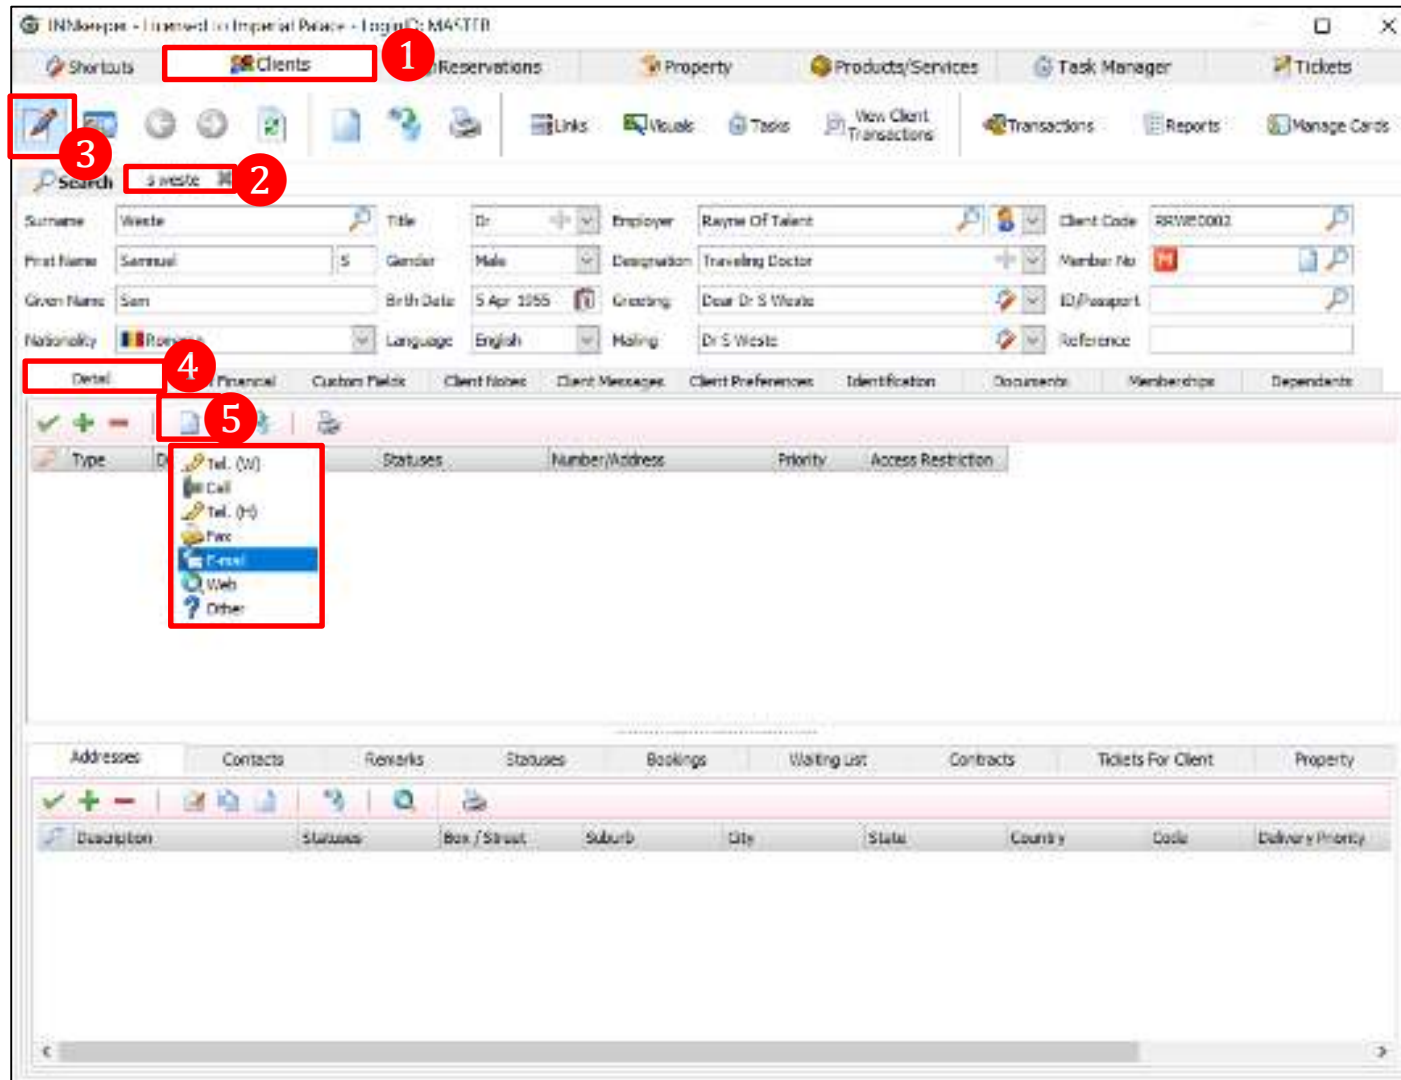 INNkeeper - Licensed to Imperial Palace - LoginID: MASTER
Shortcuts Clients 1 Reservations Property Products/Services Task Manager Tickets
3 Links Visuals Tasks View Client Transactions Transactions Reports Manage Cards
Search s weste 2
Surname Weste Title Dr Employer Rayne Of Talent Client Code RRWE0002
First Name Sammuel S Gender Male Designation Traveling Doctor Member No M
Given Name Sam Birth Date 5 Apr 1955 Greeting Dear Dr S Weste ID/Passport
Nationality Language English Mailing Dr S Weste Reference
Detail 4 Financial Custom Fields Client Notes Client Messages Client Preferences Identification Documents Memberships Dependants
5
Type Statuses Number/Address Priority Access Restriction
Tel. (W)
Cell
Tel. (H)
Fax
E-mail
Web
Other
Addresses Contacts Remarks Statuses Bookings Waiting List Contracts Tickets For Client Property
Description Statuses Box / Street Suburb City State Country Code Delivery Priority